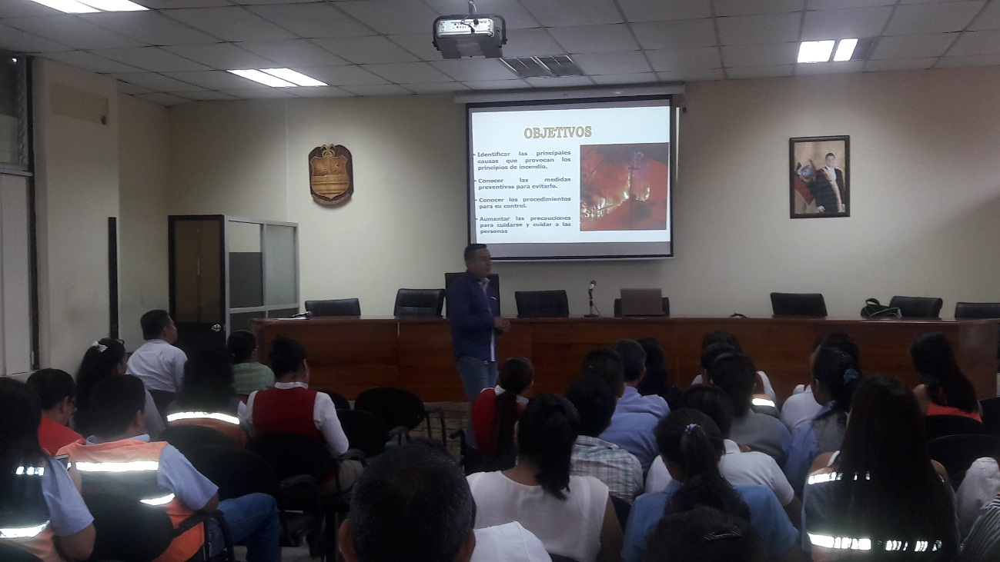 OBJETIVOS
Identificar las principales
causas que provocan los
principios de incendio.
Conocer las medidas
preventivas para evitarlo.
Conocer los procedimientos
para su control.
Aumentar las precauciones
para cuidarse y cuidar a las
personas